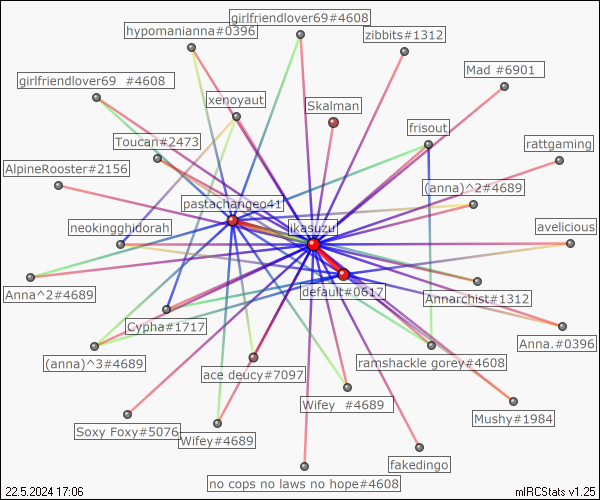 girlfriendlover69#4608
hypomanianna#0396
zibbits#1312
Mad #6901
girlfriendlover69 #4608
xenoyaut
Skalman
frisout
Toucan#2473
rattgaming
AlpineRooster#2156
(anna)^2#4689
pastachangeo41
neokingghidorah
ikasuzu
avelicious
default#0617
Anna^2#4689
Annarchist#1312
Cypha#1717
Anna.#0396
(anna)^3#4689
ramshackle gorey#4608
ace deucy#7097
Wifey #4689
Mushy#1984
Soxy Foxy#5076
Wifey#4689
fakedingo
no cops no laws no hope#4608
22.5.2024 17:06
mIRCStats v1.25